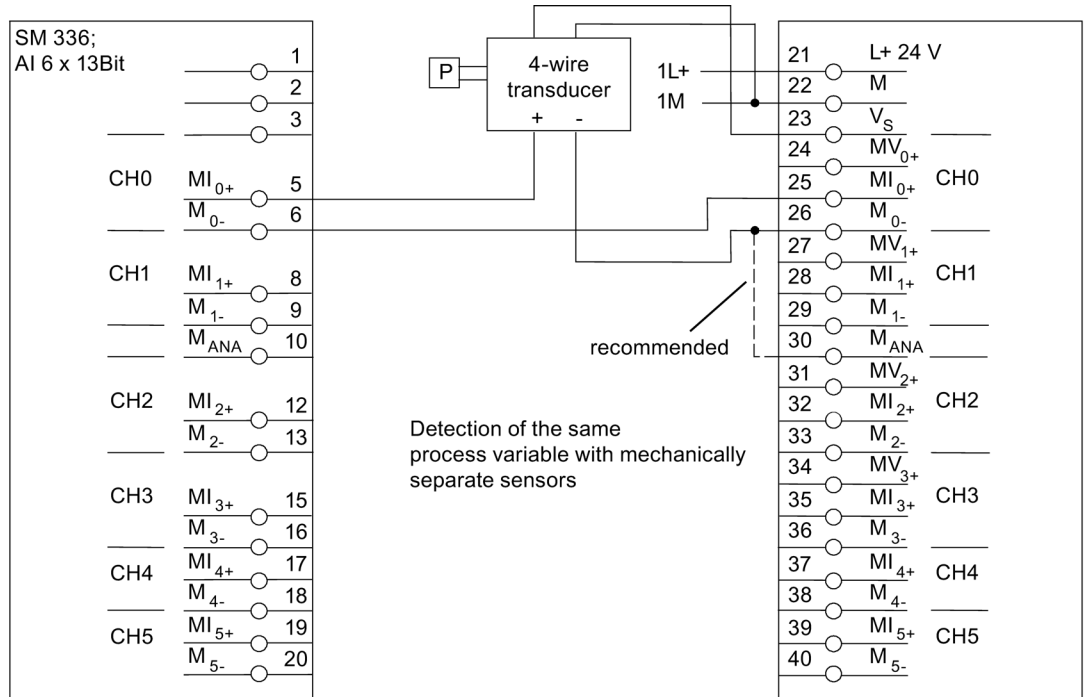 SM 336;
AI 6 x 13Bit
1
2
3
CH0
MI0+ 5
M0- 6
CH1
MI1+ 8
M1- 9
MANA 10
CH2
MI2+ 12
M2- 13
CH3
MI3+ 15
M3- 16
CH4
MI4+ 17
M4- 18
CH5
MI5+ 19
M5- 20
P
4-wire
transducer
+ -
1L+
1M
recommended
Detection of the same
process variable with mechanically
separate sensors
21 L+ 24 V
22 M
23 VS
24 MV0+
25 MI0+ CH0
26 M0-
27 MV1+
28 MI1+ CH1
29 M1-
30 MANA
31 MV2+
32 MI2+ CH2
33 M2-
34 MV3+
35 MI3+ CH3
36 M3-
37 MI4+ CH4
38 M4-
39 MI5+ CH5
40 M5-